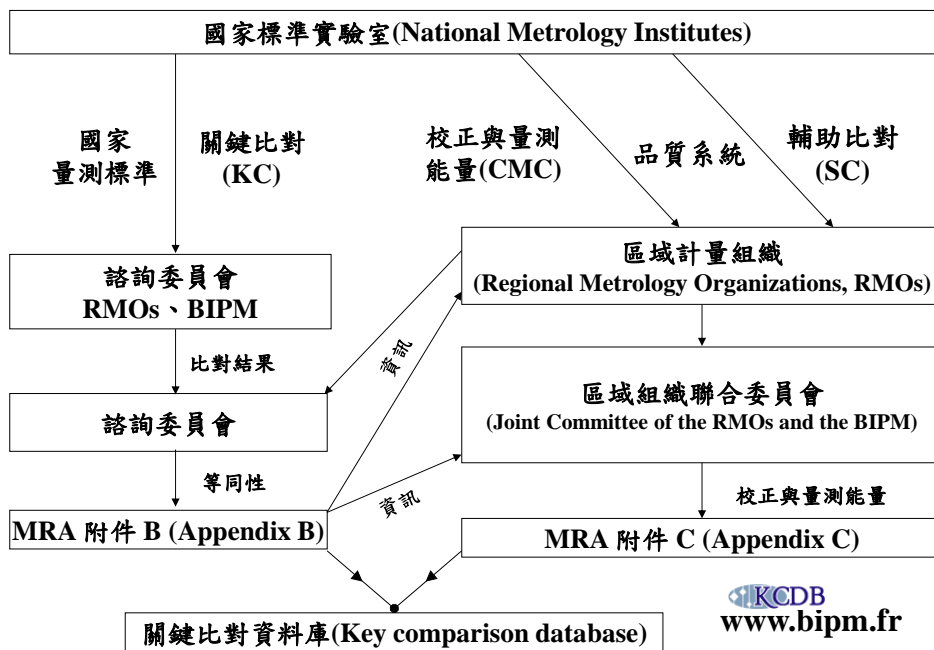 國家標準實驗室(National Metrology Institutes)
國家
量測標準
關鍵比對
(KC)
校正與量測
能量(CMC)
品質系統
輔助比對
(SC)
諮詢委員會
RMOs、BIPM
區域計量組織
(Regional Metrology Organizations, RMOs)
比對結果
資訊
諮詢委員會
區域組織聯合委員會
(Joint Committee of the RMOs and the BIPM)
等同性
資訊
校正與量測能量
MRA 附件 B (Appendix B)
MRA 附件 C (Appendix C)
關鍵比對資料庫(Key comparison database)
KCDB
www.bipm.fr